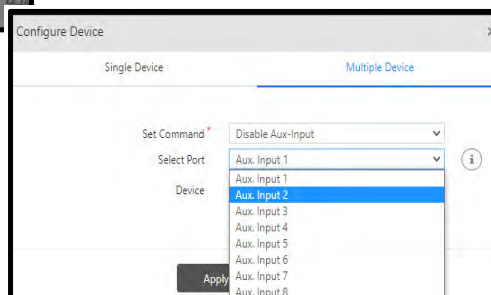 Configure Device
Single Device Multiple Device
Set Command * Disable Aux-Input
Select Port Aux. Input 1
i
Aux. Input 1
Device Aux. Input 2
Aux. Input 3
Aux. Input 4
Aux. Input 5
Aux. Input 6
Apply Aux. Input 7
Aux. Input 8